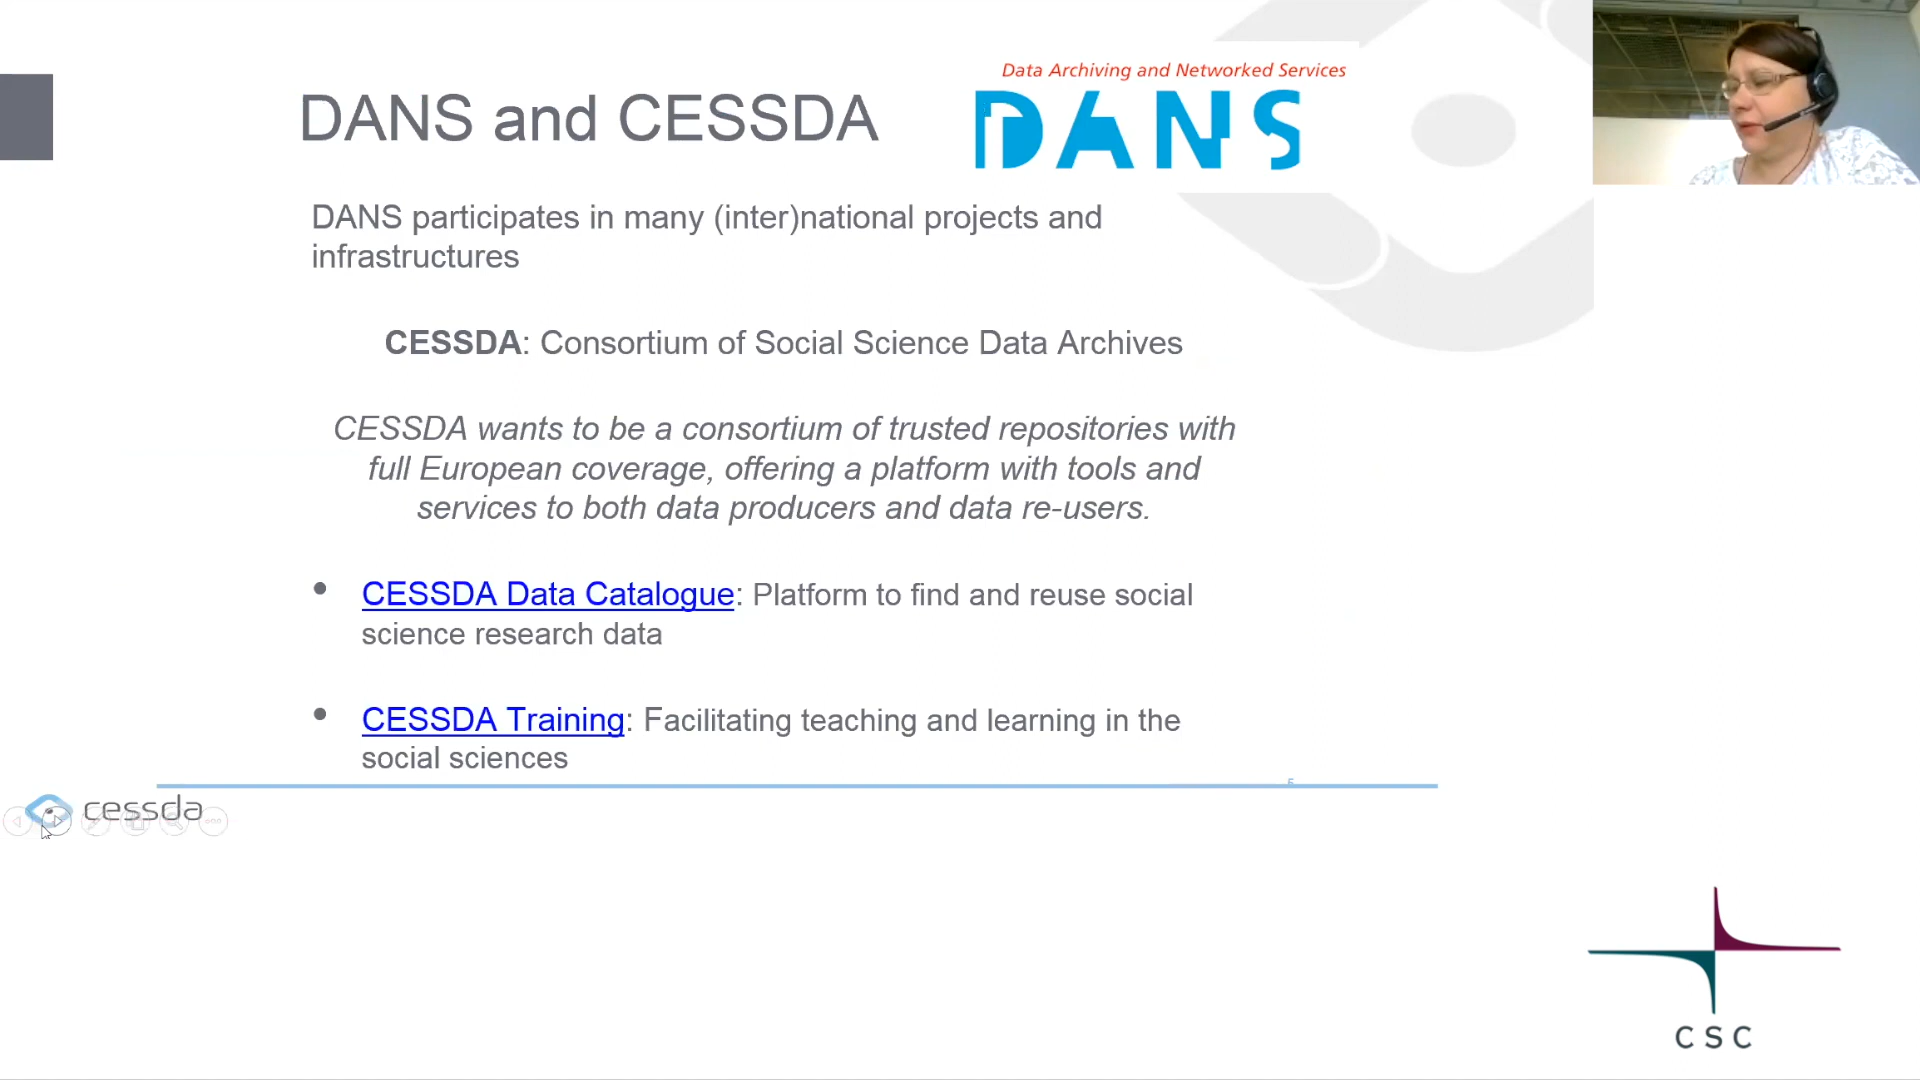 Data Archiving and Networked Services
DANS and CESSDA
DANS
DANS participates in many (inter)national projects and
infrastructures
CESSDA: Consortium of Social Science Data Archives
CESSDA wants to be a consortium of trusted repositories with
full European coverage, offering a platform with tools and
services to both data producers and data re-users.
• CESSDA Data Catalogue: Platform to find and reuse social
science research data
• CESSDA Training: Facilitating teaching and learning in the
social sciences
cessda
CSC